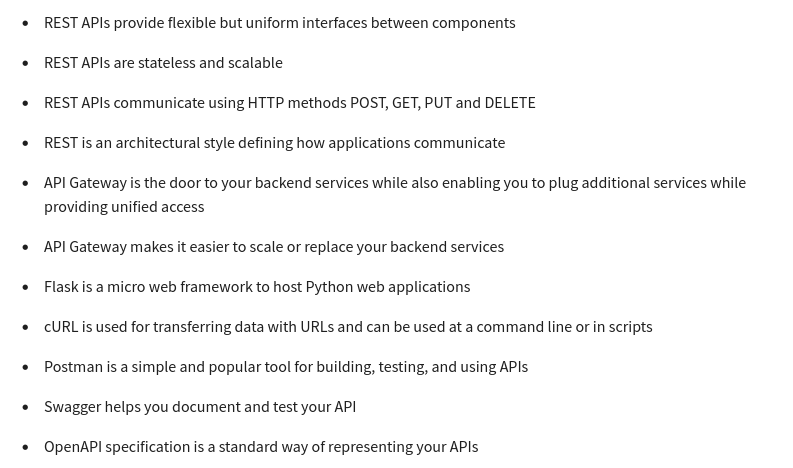 • REST APIs provide flexible but uniform interfaces between components
• REST APIs are stateless and scalable
• REST APIs communicate using HTTP methods POST, GET, PUT and DELETE
• REST is an architectural style defining how applications communicate
• API Gateway is the door to your backend services while also enabling you to plug additional services while
providing unified access
• API Gateway makes it easier to scale or replace your backend services
• Flask is a micro web framework to host Python web applications
• cURL is used for transferring data with URLs and can be used at a command line or in scripts
• Postman is a simple and popular tool for building, testing, and using APIs
• Swagger helps you document and test your API
• OpenAPI specification is a standard way of representing your APIs